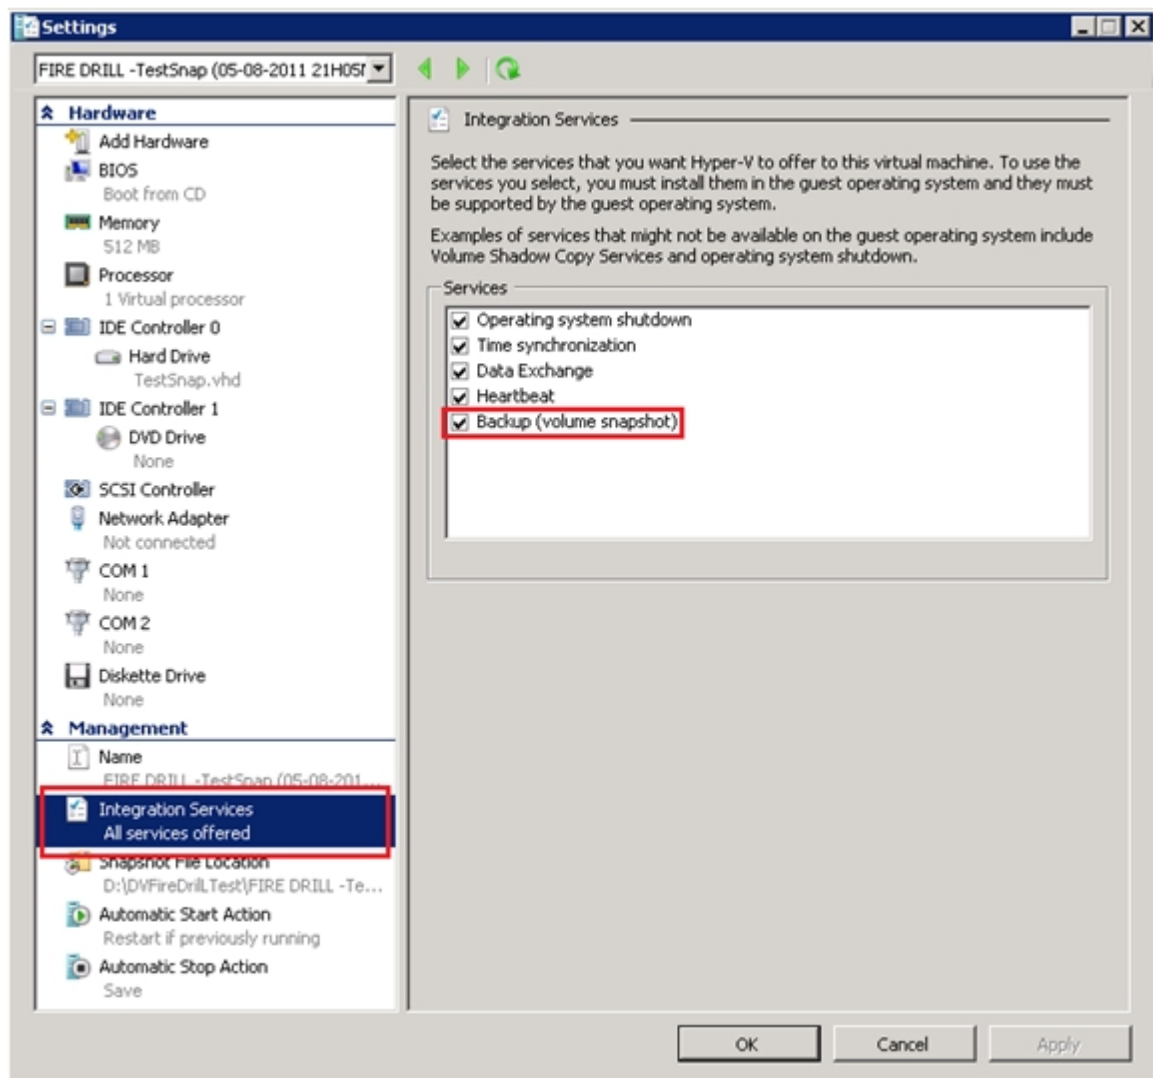 Settings
FIRE DRILL -TestSnap (05-08-2011 21H05
Hardware
Add Hardware
BIOS
Boot from CD
Memory
512 MB
Processor
1 Virtual processor
IDE Controller 0
Hard Drive
TestSnap.vhd
IDE Controller 1
DVD Drive
None
SCSI Controller
Network Adapter
Not connected
COM 1
None
COM 2
None
Diskette Drive
None
Management
Name
FIRE DRILL -TestSnap (05-08-201...
Integration Services
All services offered
Snapshot File Location
D:\DVFireDrillTest\FIRE DRILL -Te...
Automatic Start Action
Restart if previously running
Automatic Stop Action
Save
Integration Services
Select the services that you want Hyper-V to offer to this virtual machine. To use the
services you select, you must install them in the guest operating system and they must
be supported by the guest operating system.
Examples of services that might not be available on the guest operating system include
Volume Shadow Copy Services and operating system shutdown.
Services
Operating system shutdown
Time synchronization
Data Exchange
Heartbeat
Backup (volume snapshot)
OK
Cancel
Apply